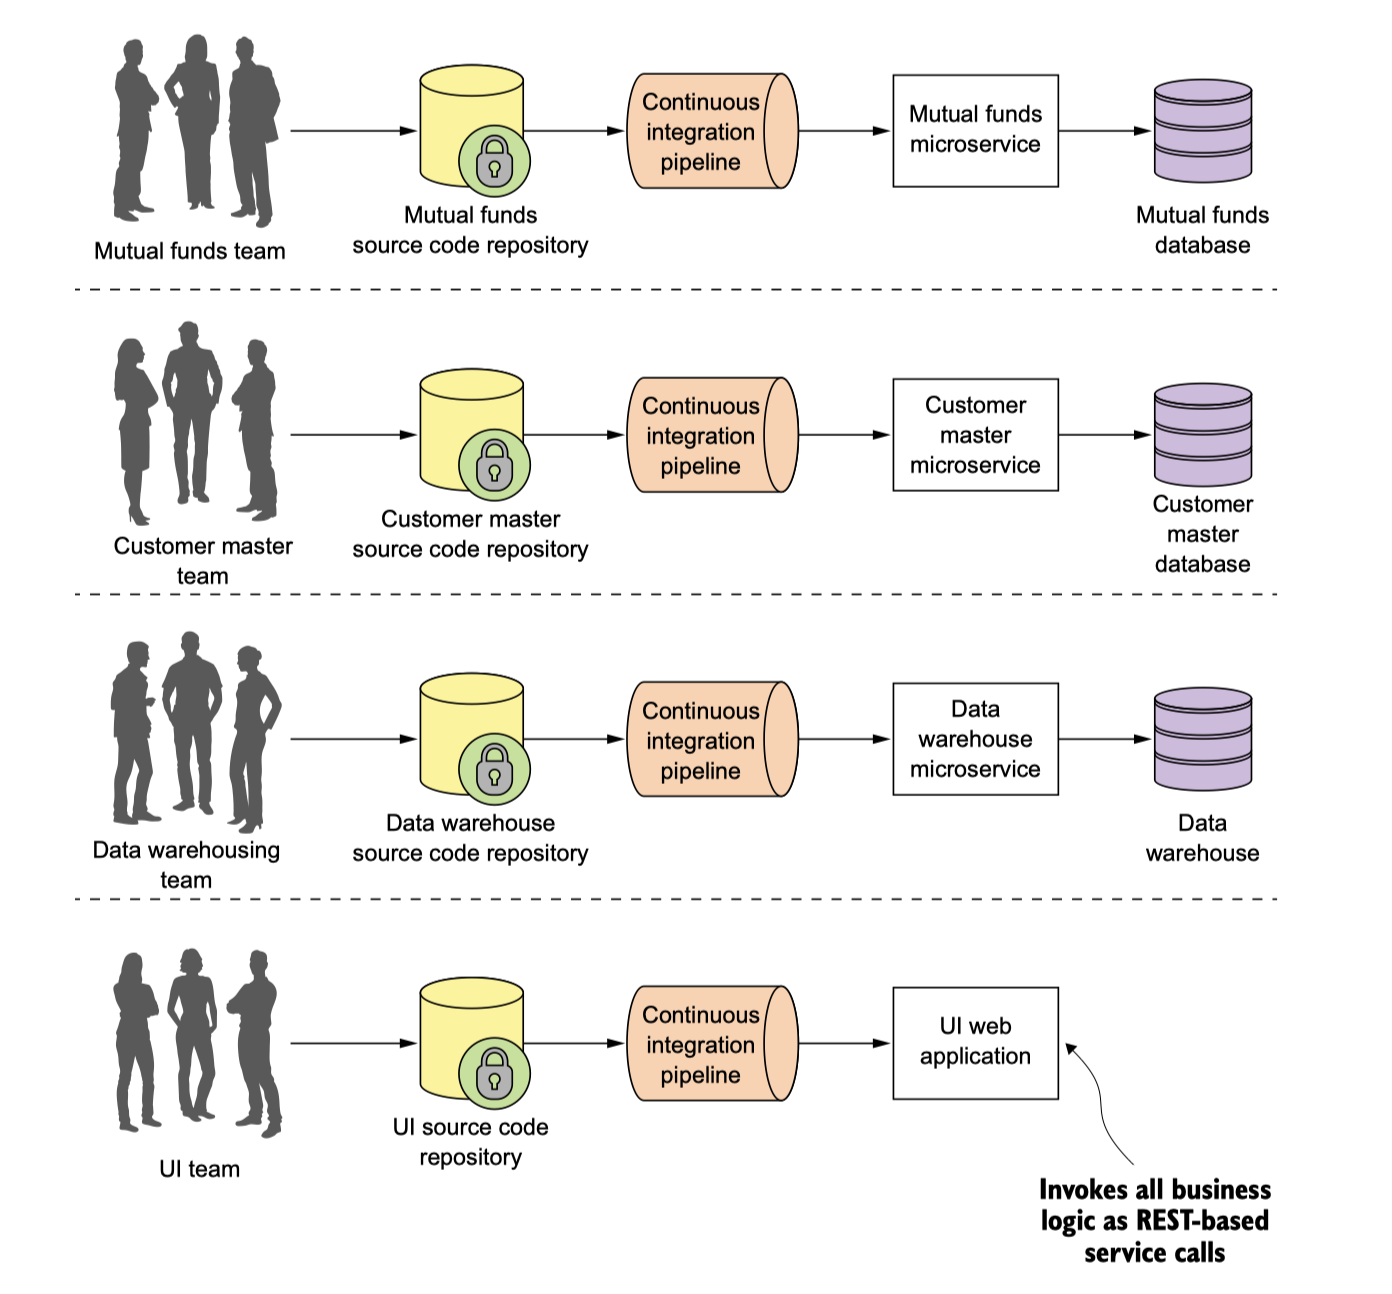 Continuous
integration
pipeline
Mutual funds
microservice
Mutual funds team
Mutual funds
source code repository
Mutual funds
database
Continuous
integration
pipeline
Customer
master
microservice
Customer master
team
Customer master
source code repository
Customer
master
database
Continuous
integration
pipeline
Data
warehouse
microservice
Data warehousing
team
Data warehouse
source code repository
Data
warehouse
Continuous
integration
pipeline
UI web
application
UI team
UI source code
repository
Invokes all business
logic as REST-based
service calls